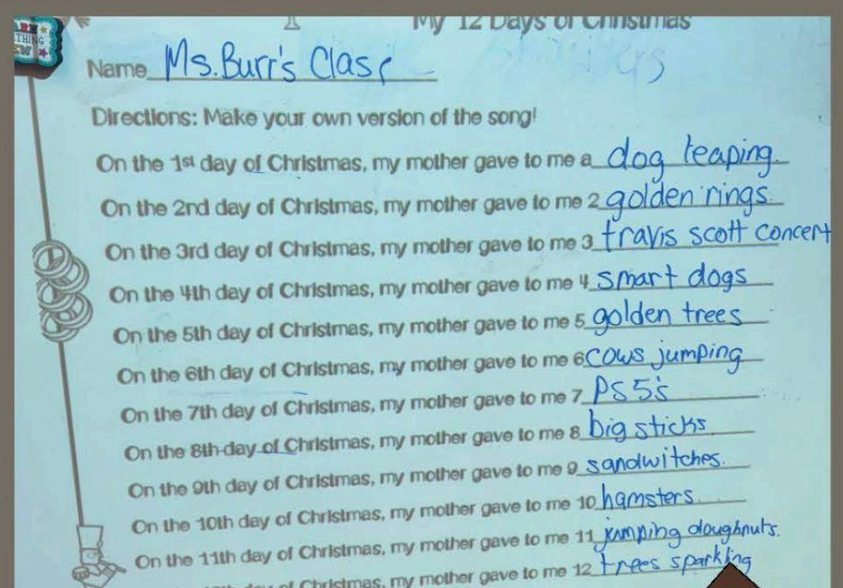 My 12 Days of Christmas
Name Ms. Burr's Class
Directions: Make your own version of the song!
On the 1st day of Christmas, my mother gave to me a dog leaping.
On the 2nd day of Christmas, my mother gave to me 2 golden rings
On the 3rd day of Christmas, my mother gave to me 3 travis scott concert
On the 4th day of Christmas, my mother gave to me 4 smart dogs
On the 5th day of Christmas, my mother gave to me 5 golden trees
On the 6th day of Christmas, my mother gave to me 6 cows jumping
On the 7th day of Christmas, my mother gave to me 7 PS5's
On the 8th day of Christmas, my mother gave to me 8 big sticks
On the 9th day of Christmas, my mother gave to me 9 sandwitches.
On the 10th day of Christmas, my mother gave to me 10 hamsters
On the 11th day of Christmas, my mother gave to me 11 jumping doughnuts.
day of Christmas, my mother gave to me 12 trees sparkling